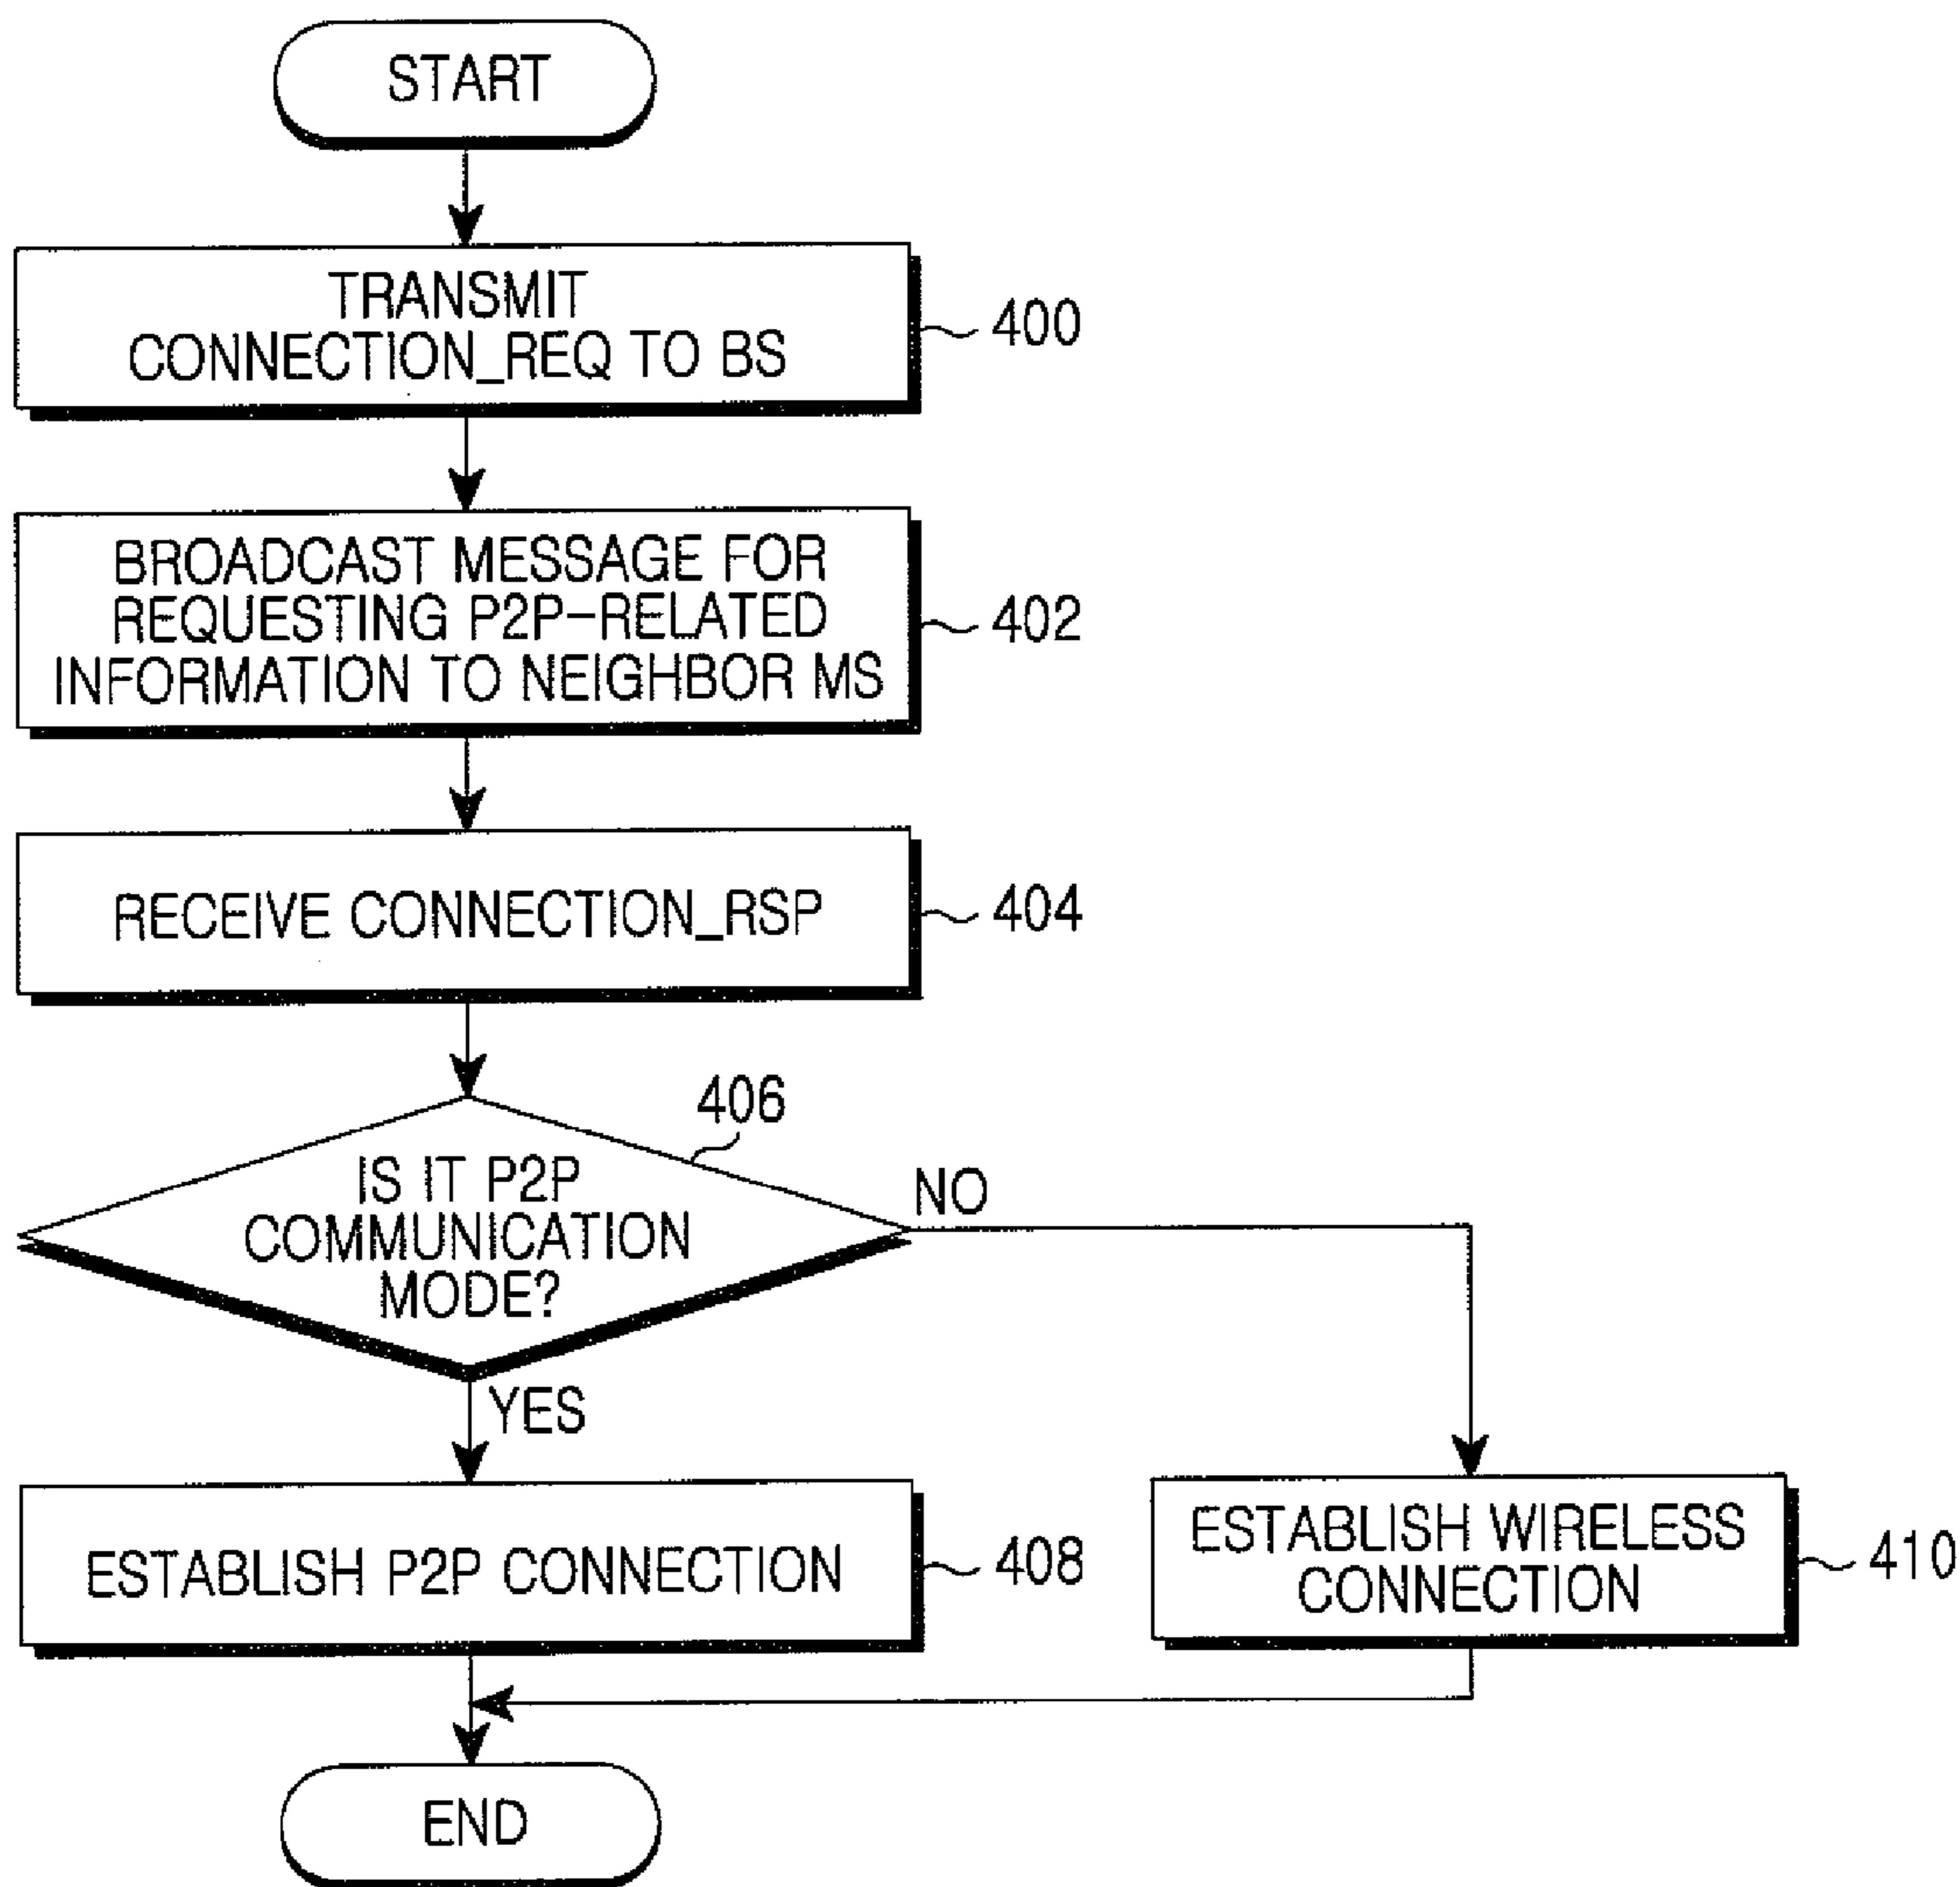 START
TRANSMIT
CONNECTION_REQ TO BS
400
BROADCAST MESSAGE FOR
REQUESTING P2P-RELATED
INFORMATION TO NEIGHBOR MS
402
RECEIVE CONNECTION_RSP
404
406
IS IT P2P
COMMUNICATION
MODE?
NO
YES
ESTABLISH P2P CONNECTION
408
ESTABLISH WIRELESS
CONNECTION
410
END